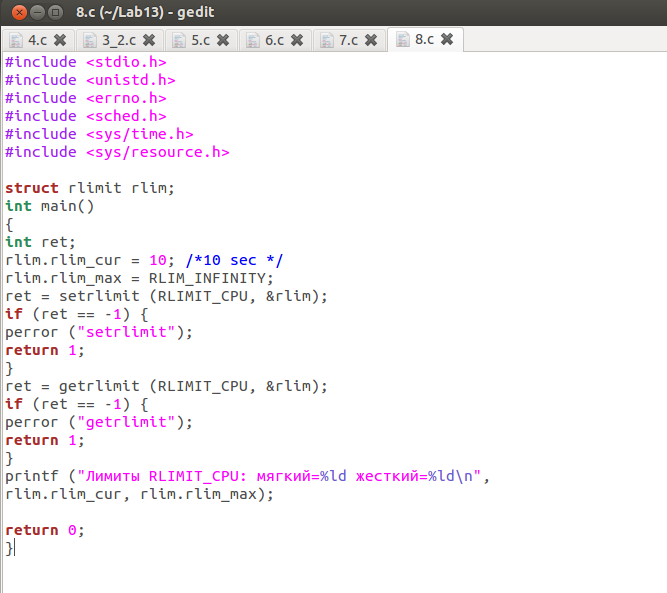 8.c (~/Lab13) - gedit
4.c 3_2.c 5.c 6.c 7.c 8.c
#include <stdio.h>
#include <unistd.h>
#include <errno.h>
#include <sched.h>
#include <sys/time.h>
#include <sys/resource.h>
struct rlimit rlim;
int main()
{
int ret;
rlim.rlim_cur = 10; /*10 sec */
rlim.rlim_max = RLIM_INFINITY;
ret = setrlimit (RLIMIT_CPU, &rlim);
if (ret == -1) {
perror ("setrlimit");
return 1;
}
ret = getrlimit (RLIMIT_CPU, &rlim);
if (ret == -1) {
perror ("getrlimit");
return 1;
}
printf ("Лимиты RLIMIT_CPU: мягкий=%ld жесткий=%ld\n",
rlim.rlim_cur, rlim.rlim_max);
return 0;
}